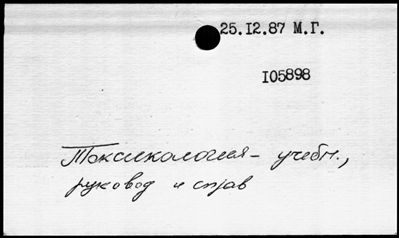 25.12.87 М.Г.
105898
Токсикология – учебн.,
руковод и справ